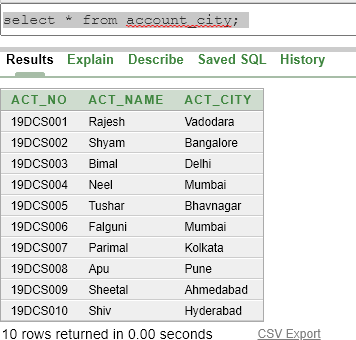 select * from account_city;
Results Explain Describe Saved SQL History
ACT_NO ACT_NAME ACT_CITY
19DCS001 Rajesh Vadodara
19DCS002 Shyam Bangalore
19DCS003 Bimal Delhi
19DCS004 Neel Mumbai
19DCS005 Tushar Bhavnagar
19DCS006 Falguni Mumbai
19DCS007 Parimal Kolkata
19DCS008 Apu Pune
19DCS009 Sheetal Ahmedabad
19DCS010 Shiv Hyderabad
10 rows returned in 0.00 seconds CSV Export